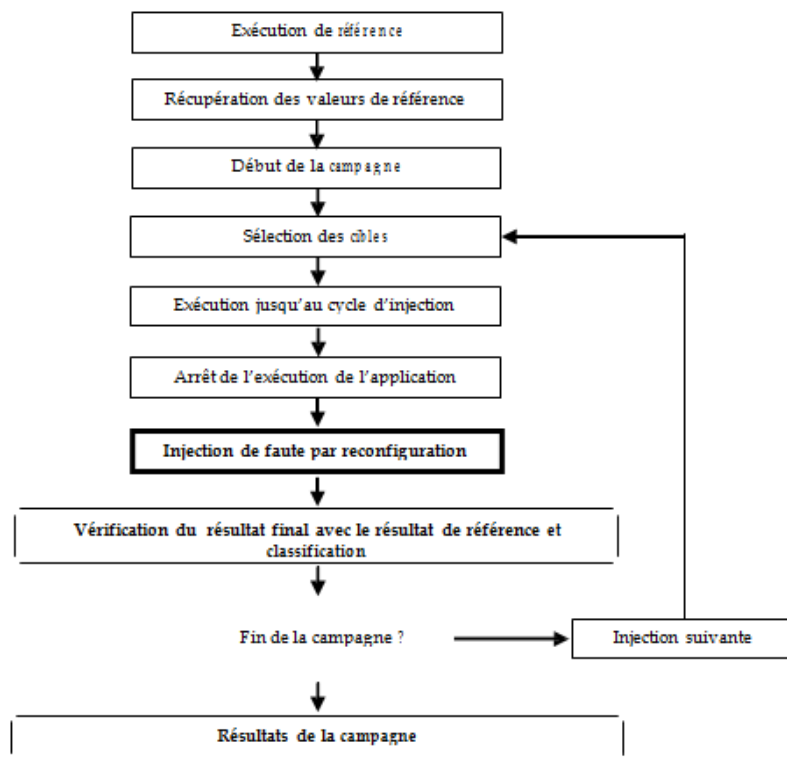 Exécution de référence
Récupération des valeurs de référence
Début de la campagne
Sélection des cibles
Exécution jusqu'au cycle d'injection
Arrêt de l'exécution de l'application
Injection de faute par reconfiguration
Vérification du résultat final avec le résultat de référence et
classification
Fin de la campagne ?
Injection suivante
Résultats de la campagne